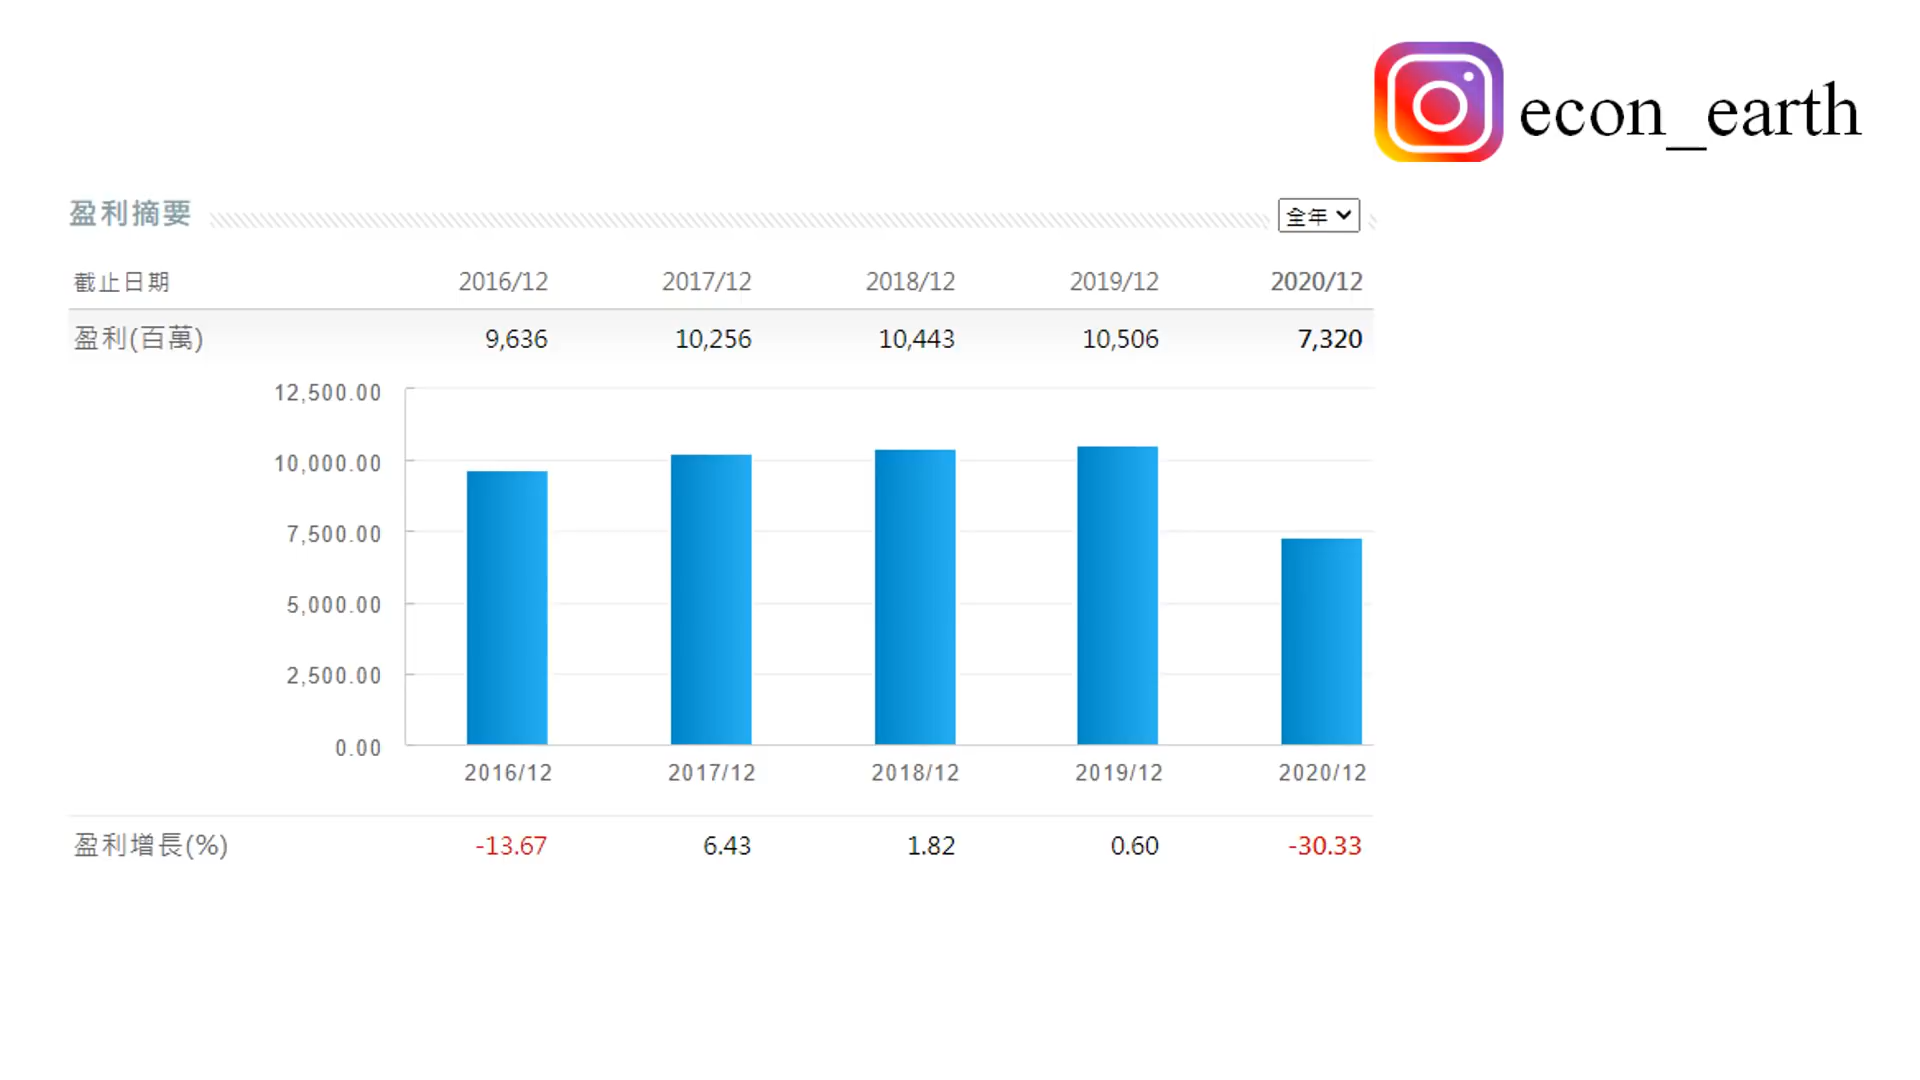 econ_earth
盈利摘要 全年
截止日期 2016/12 2017/12 2018/12 2019/12 2020/12
盈利(百萬) 9,636 10,256 10,443 10,506 7,320
12,500.00
10,000.00
7,500.00
5,000.00
2,500.00
0.00
2016/12 2017/12 2018/12 2019/12 2020/12
盈利增長(%) -13.67 6.43 1.82 0.60 -30.33